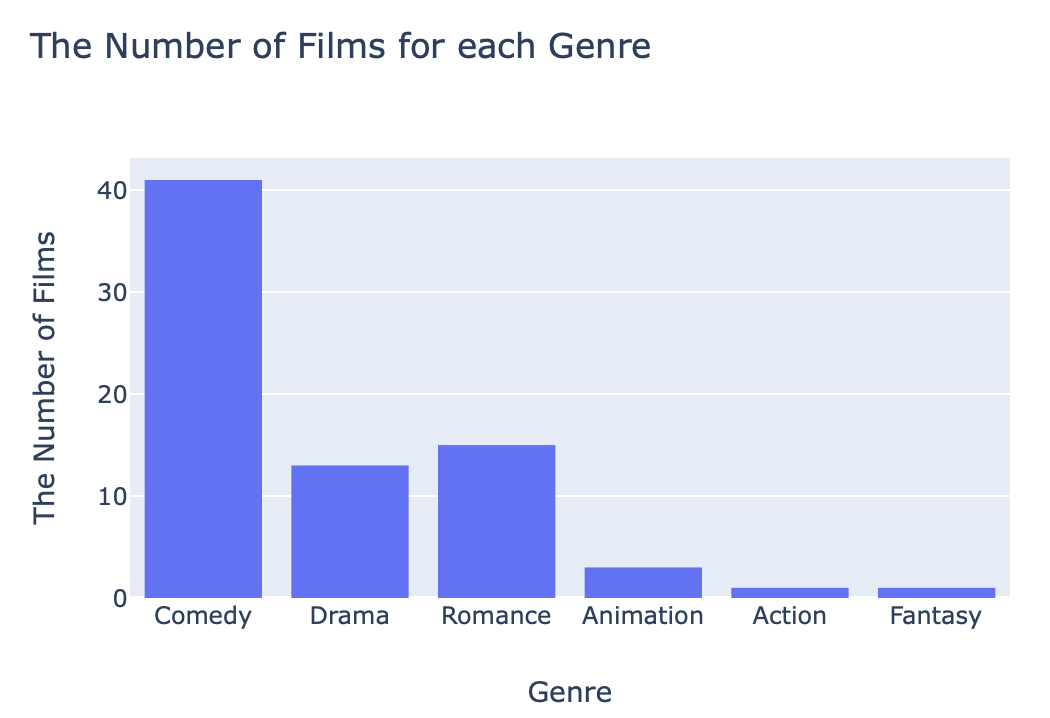 The Number of Films for each Genre
The Number of Films
40
30
20
10
0
Comedy Drama Romance Animation Action Fantasy
Genre